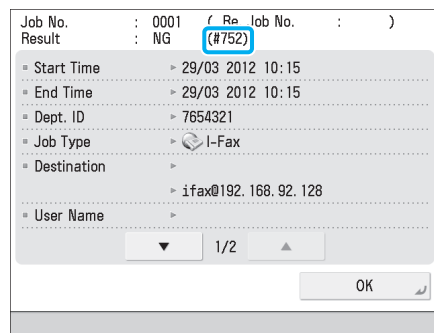 Job No. : 0001 ( Re Job No. : )
Result : NG (#752)
Start Time 29/03 2012 10:15
End Time 29/03 2012 10:15
Dept. ID 7654321
Job Type I-Fax
Destination
ifax@192. 168. 92. 128
User Name
▼ 1/2 ▲
OK